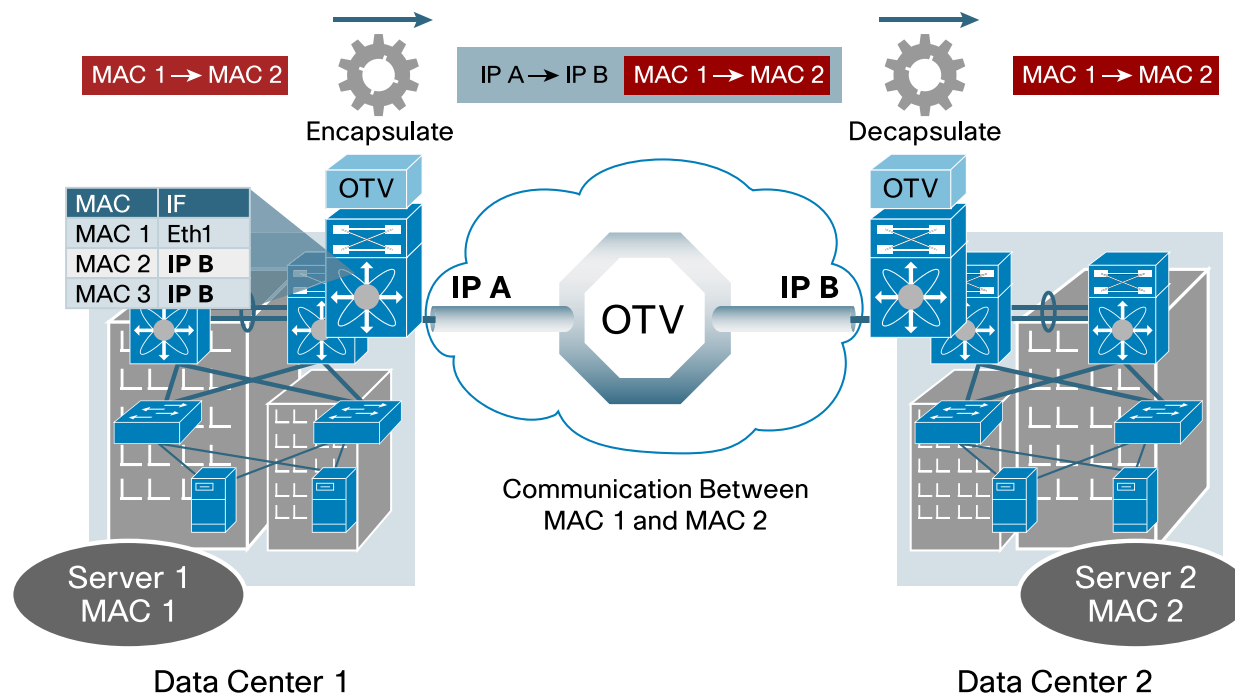 MAC 1 → MAC 2
Encapsulate
IP A → IP B MAC 1 → MAC 2
Decapsulate
MAC 1 → MAC 2
OTV
OTV
MAC IF
MAC 1 Eth1
MAC 2 IP B
MAC 3 IP B
IP A
OTV
IP B
Communication Between
MAC 1 and MAC 2
Server 1
MAC 1
Server 2
MAC 2
Data Center 1
Data Center 2